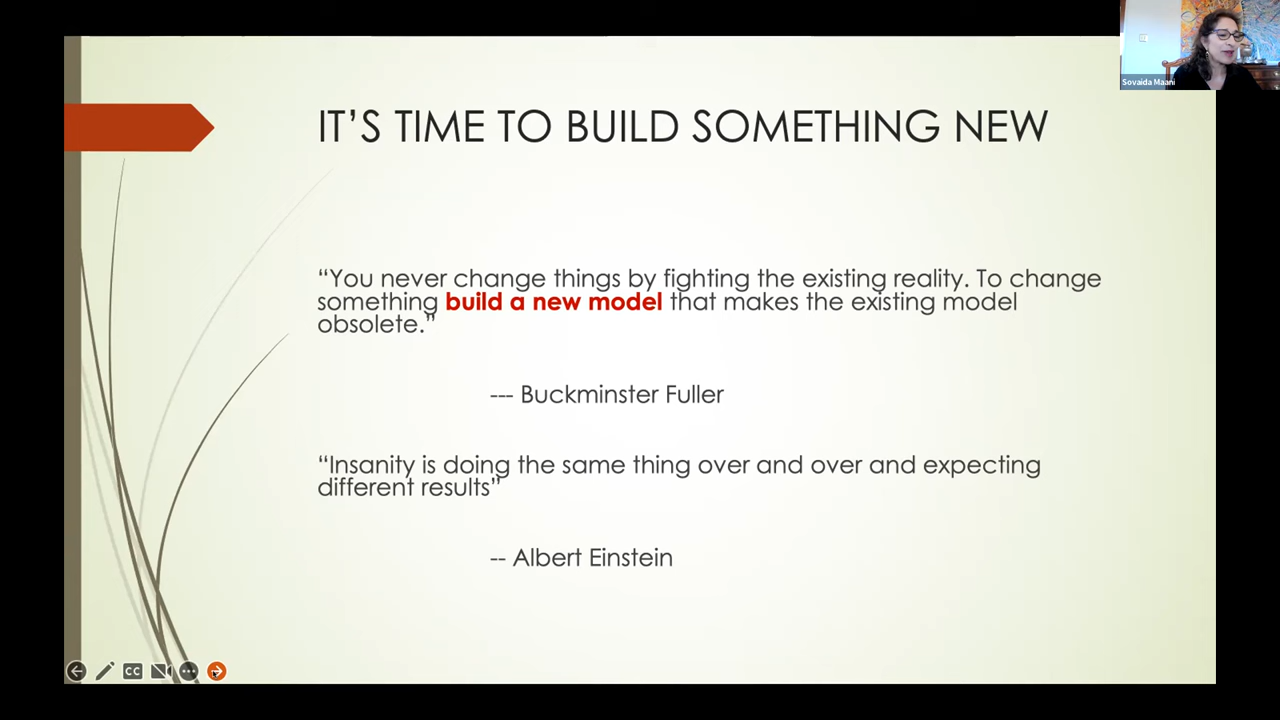 Sovaida Maani
IT’S TIME TO BUILD SOMETHING NEW
“You never change things by fighting the existing reality. To change
something build a new model that makes the existing model
obsolete.”
--- Buckminster Fuller
“Insanity is doing the same thing over and over and expecting
different results”
-- Albert Einstein
CC